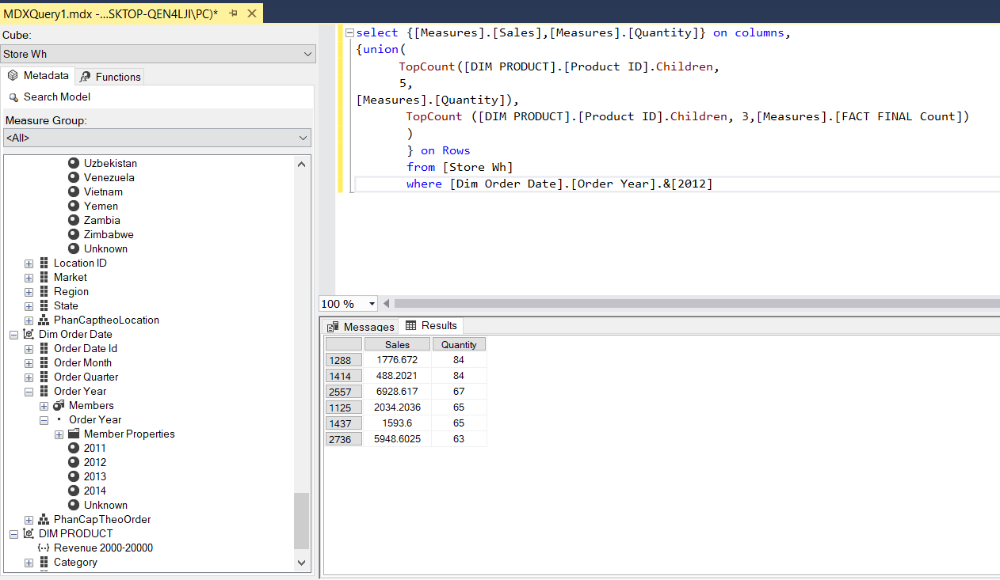 MDXQuery1.mdx -...SKTOP-QEN4LJI\PC)*
Cube:
Store Wh
Metadata
Functions
Search Model
Measure Group:
<All>
Uzbekistan
Venezuela
Vietnam
Yemen
Zambia
Zimbabwe
Unknown
Location ID
Market
Region
State
PhanCaptheoLocation
Dim Order Date
Order Date Id
Order Month
Order Quarter
Order Year
Members
Order Year
Member Properties
2011
2012
2013
2014
Unknown
PhanCapTheoOrder
DIM PRODUCT
Revenue 2000-20000
Category
select {[Measures].[Sales],[Measures].[Quantity]} on columns,
{union(
TopCount([DIM PRODUCT].[Product ID].Children,
5,
[Measures].[Quantity]),
TopCount ([DIM PRODUCT].[Product ID].Children, 3,[Measures].[FACT FINAL Count])
)
} on Rows
from [Store Wh]
where [Dim Order Date].[Order Year].&[2012]
100 %
Messages
Results
Sales Quantity
1288 1776.672 84
1414 488.2021 84
2557 6928.617 67
1125 2034.2036 65
1437 1593.6 65
2736 5948.6025 63